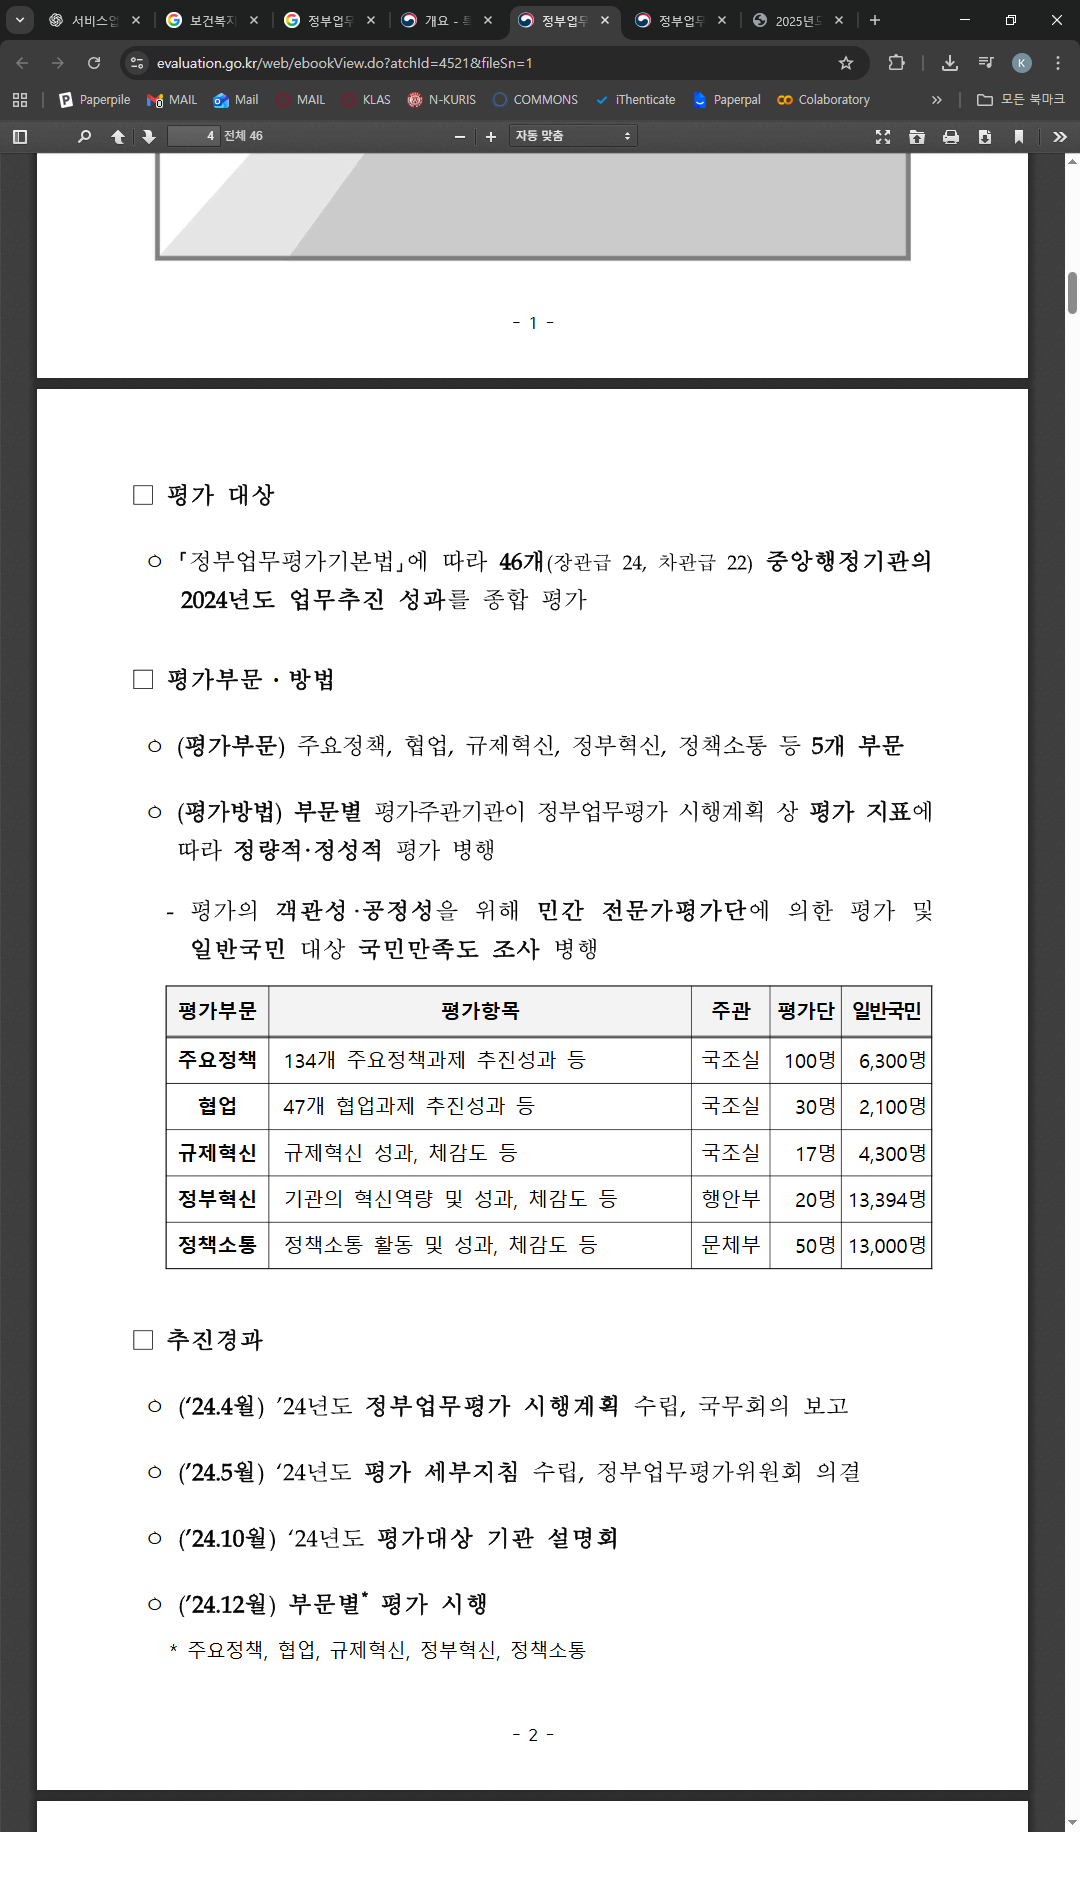 서비스업
보건복지
정부업무
개요 - 특
정부업무
정부업무
2025년도
evaluation.go.kr/web/ebookView.do?atchId=4521&fileSn=1
K
Paperpile
MAIL
Mail
MAIL
KLAS
N-KURIS
COMMONS
iThenticate
Paperpal
Colaboratory
모든 북마크
4 전체 46
자동 맞춤
- 1 -
□ 평가 대상
ㅇ 「정부업무평가기본법」에 따라 46개(장관급 24, 차관급 22) 중앙행정기관의
2024년도 업무추진 성과를 종합 평가
□ 평가부문·방법
ㅇ (평가부문) 주요정책, 협업, 규제혁신, 정부혁신, 정책소통 등 5개 부문
ㅇ (평가방법) 부문별 평가주관기관이 정부업무평가 시행계획 상 평가 지표에
따라 정량적·정성적 평가 병행
- 평가의 객관성·공정성을 위해 민간 전문가평가단에 의한 평가 및
일반국민 대상 국민만족도 조사 병행
평가부문 평가항목 주관 평가단 일반국민
주요정책 134개 주요정책과제 추진성과 등 국조실 100명 6,300명
협업 47개 협업과제 추진성과 등 국조실 30명 2,100명
규제혁신 규제혁신 성과, 체감도 등 국조실 17명 4,300명
정부혁신 기관의 혁신역량 및 성과, 체감도 등 행안부 20명 13,394명
정책소통 정책소통 활동 및 성과, 체감도 등 문체부 50명 13,000명
□ 추진경과
ㅇ (‘24.4월) ’24년도 정부업무평가 시행계획 수립, 국무회의 보고
ㅇ (’24.5월) ‘24년도 평가 세부지침 수립, 정부업무평가위원회 의결
ㅇ (’24.10월) ‘24년도 평가대상 기관 설명회
ㅇ (’24.12월) 부문별* 평가 시행
* 주요정책, 협업, 규제혁신, 정부혁신, 정책소통
- 2 -